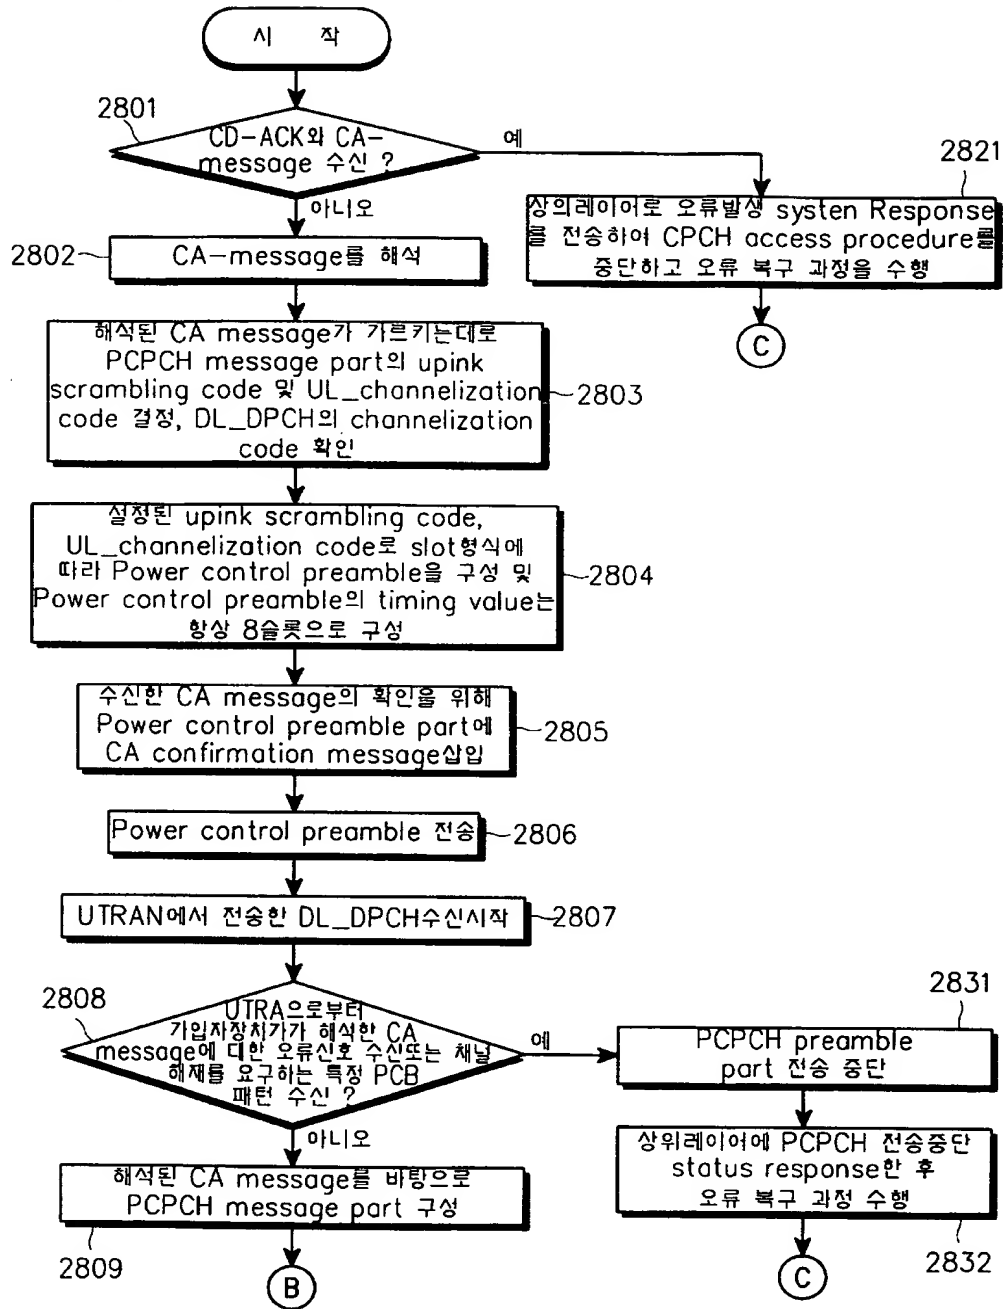 시 작
2801
CD-ACK와 CA-
message 수신 ?
예
아니오
2821
상의레이어로 오류발생 systen Response
를 전송하여 CPCH access procedure를
중단하고 오류 복구 과정을 수행
C
2802
CA-message를 해석
해석된 CA message가 가르키는데로
PCPCH message part의 upink
scrambling code 및 UL_channelization
code 결정, DL_DPCH의 channelization
code 확인
2803
설정된 upink scrambling code,
UL_channelization code로 slot형식에
따라 Power control preamble을 구성 및
Power control preamble의 timing value는
항상 8슬롯으로 구성
2804
수신한 CA message의 확인을 위해
Power control preamble part에
CA confirmation message삽입
2805
Power control preamble 전송
2806
UTRAN에서 전송한 DL_DPCH수신시작
2807
2808
UTRA으로부터
가입자장치가가 해석한 CA
message에 대한 오류신호 수신또는 채널
해재를 요구하는 특정 PCB
패턴 수신 ?
예
아니오
2831
PCPCH preamble
part 전송 중단
상위레이어에 PCPCH 전송중단
status response한 후
오류 복구 과정 수행
2832
C
해석된 CA message를 바탕으로
PCPCH message part 구성
2809
B